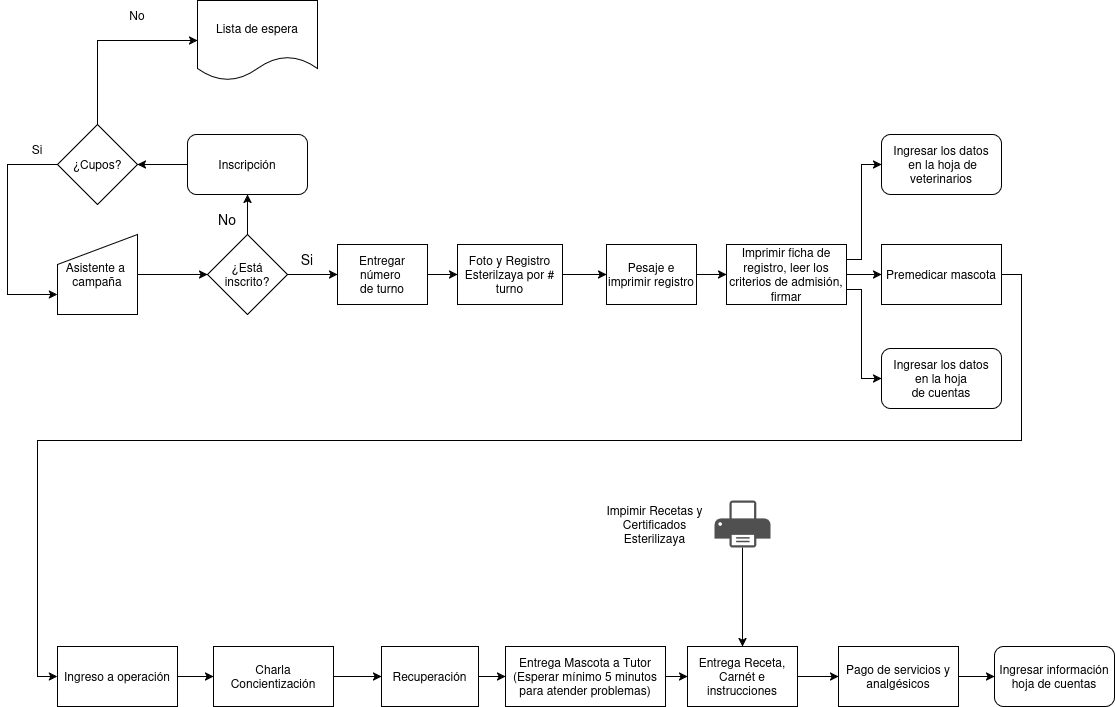 No
Lista de espera
Si
¿Cupos?
Inscripción
Ingresar los datos
en la hoja de
veterinarios
No
Asistente a
campaña
¿Está
inscrito?
Si
Entregar
número
de turno
Foto y Registro
Esterilzaya por #
turno
Pesaje e
imprimir registro
Imprimir ficha de
registro, leer los
criterios de admisión,
firmar
Premedicar mascota
Ingresar los datos
en la hoja
de cuentas
Impimir Recetas y
Certificados
Esterilizaya
Ingreso a operación
Charla
Concientización
Recuperación
Entrega Mascota a Tutor
(Esperar mínimo 5 minutos
para atender problemas)
Entrega Receta,
Carnét e
instrucciones
Pago de servicios y
analgésicos
Ingresar información
hoja de cuentas